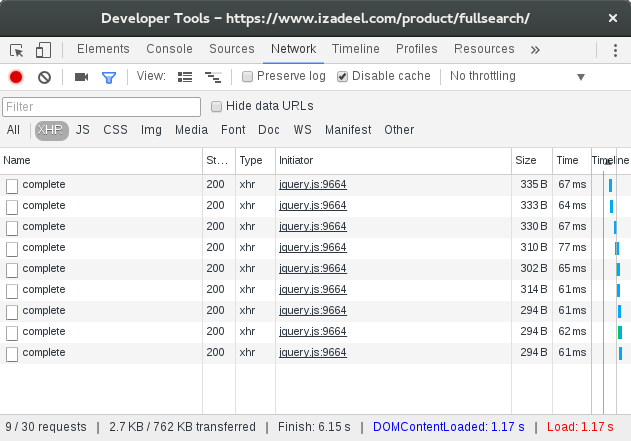 Developer Tools – https://www.izadeel.com/product/fullsearch/
Elements Console Sources Network Timeline Profiles Resources »
View: Preserve log Disable cache No throttling
Filter Hide data URLs
All XHR JS CSS Img Media Font Doc WS Manifest Other
Name St… Type Initiator Size Time Timeline
complete 200 xhr jquery.js:9664 335 B 67 ms
complete 200 xhr jquery.js:9664 333 B 64 ms
complete 200 xhr jquery.js:9664 330 B 67 ms
complete 200 xhr jquery.js:9664 310 B 77 ms
complete 200 xhr jquery.js:9664 302 B 65 ms
complete 200 xhr jquery.js:9664 314 B 61 ms
complete 200 xhr jquery.js:9664 294 B 61 ms
complete 200 xhr jquery.js:9664 294 B 62 ms
complete 200 xhr jquery.js:9664 294 B 61 ms
9 / 30 requests | 2.7 KB / 762 KB transferred | Finish: 6.15 s | DOMContentLoaded: 1.17 s | Load: 1.17 s